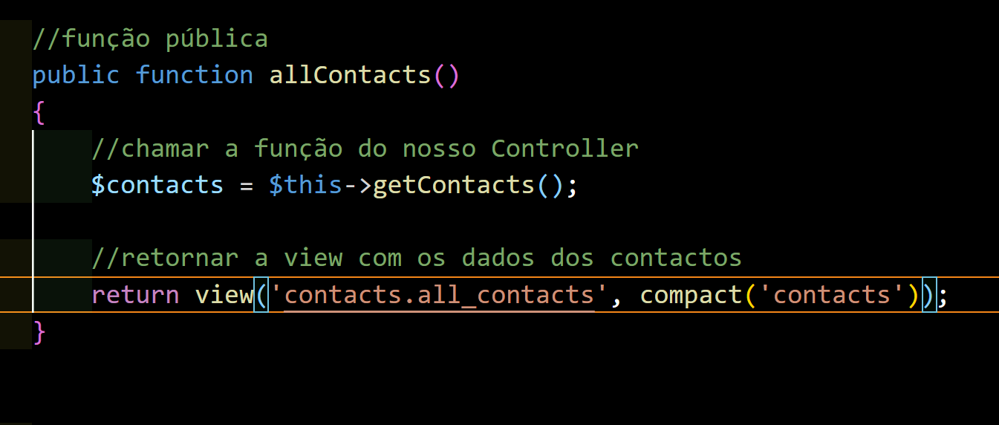 //função pública
public function allContacts()
{
//chamar a função do nosso Controller
$contacts = $this->getContacts();
//retornar a view com os dados dos contactos
return view('contacts.all_contacts', compact('contacts'));
}